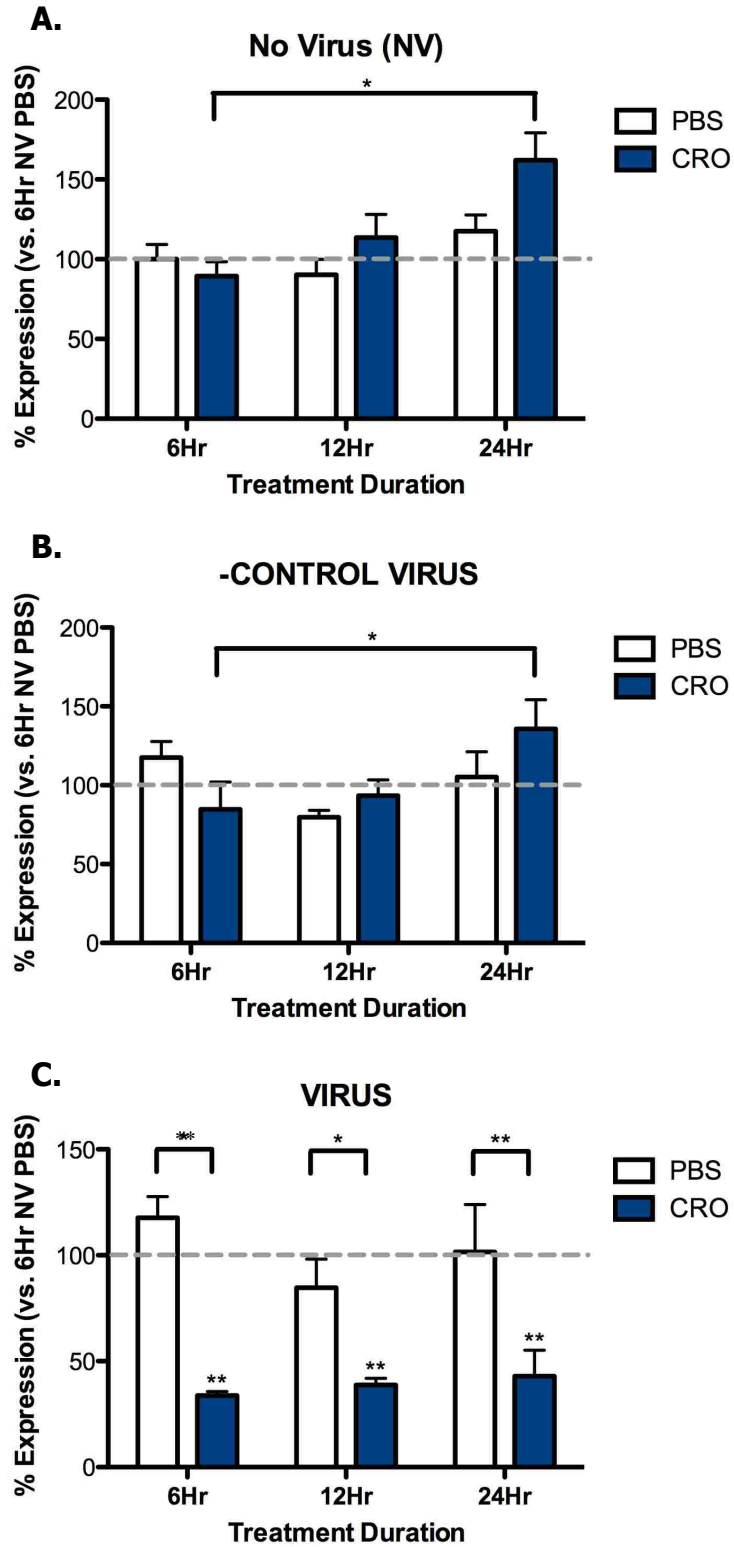 A.
No Virus (NV)
% Expression (vs. 6Hr NV PBS)
200
150
100
50
0
*
PBS
CRO
6Hr 12Hr 24Hr
Treatment Duration
B.
-CONTROL VIRUS
% Expression (vs. 6Hr NV PBS)
200
150
100
50
0
*
PBS
CRO
6Hr 12Hr 24Hr
Treatment Duration
C.
VIRUS
% Expression (vs. 6Hr NV PBS)
150
100
50
0
** * **
** ** **
PBS
CRO
6Hr 12Hr 24Hr
Treatment Duration